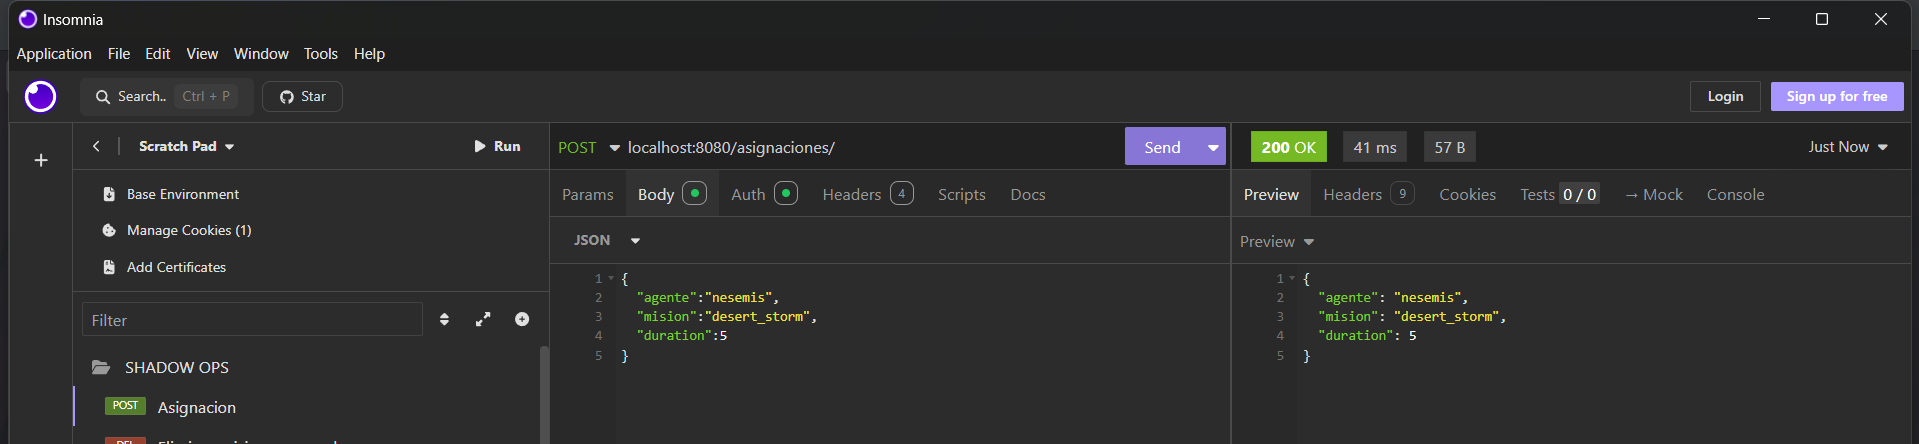 Insomnia
Application File Edit View Window Tools Help
Search.. Ctrl + P Star Login Sign up for free
Scratch Pad Run
POST localhost:8080/asignaciones/ Send
200 OK 41 ms 57 B Just Now
Base Environment
Manage Cookies (1)
Add Certificates
Filter
SHADOW OPS
POST Asignacion
Params Body Auth Headers 4 Scripts Docs
JSON
1 {
2 "agente":"nesemis",
3 "mision":"desert_storm",
4 "duration":5
5 }
Preview Headers 9 Cookies Tests 0 / 0 → Mock Console
Preview
1 {
2 "agente": "nesemis",
3 "mision": "desert_storm",
4 "duration": 5
5 }